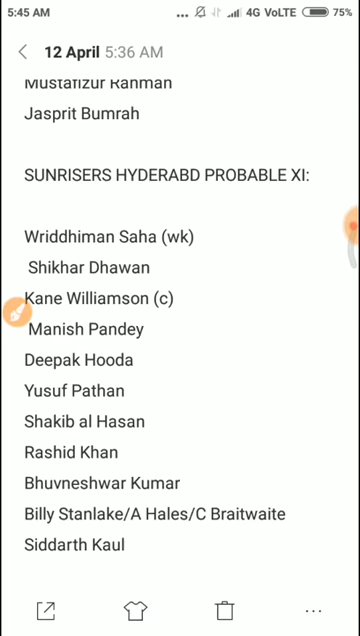 5:45 AM ... 4G VoLTE 75%
12 April 5:36 AM
Mustafizur Rahman
Jasprit Bumrah
SUNRISERS HYDERABD PROBABLE XI:
Wriddhiman Saha (wk)
Shikhar Dhawan
Kane Williamson (c)
Manish Pandey
Deepak Hooda
Yusuf Pathan
Shakib al Hasan
Rashid Khan
Bhuvneshwar Kumar
Billy Stanlake/A Hales/C Braitwaite
Siddarth Kaul